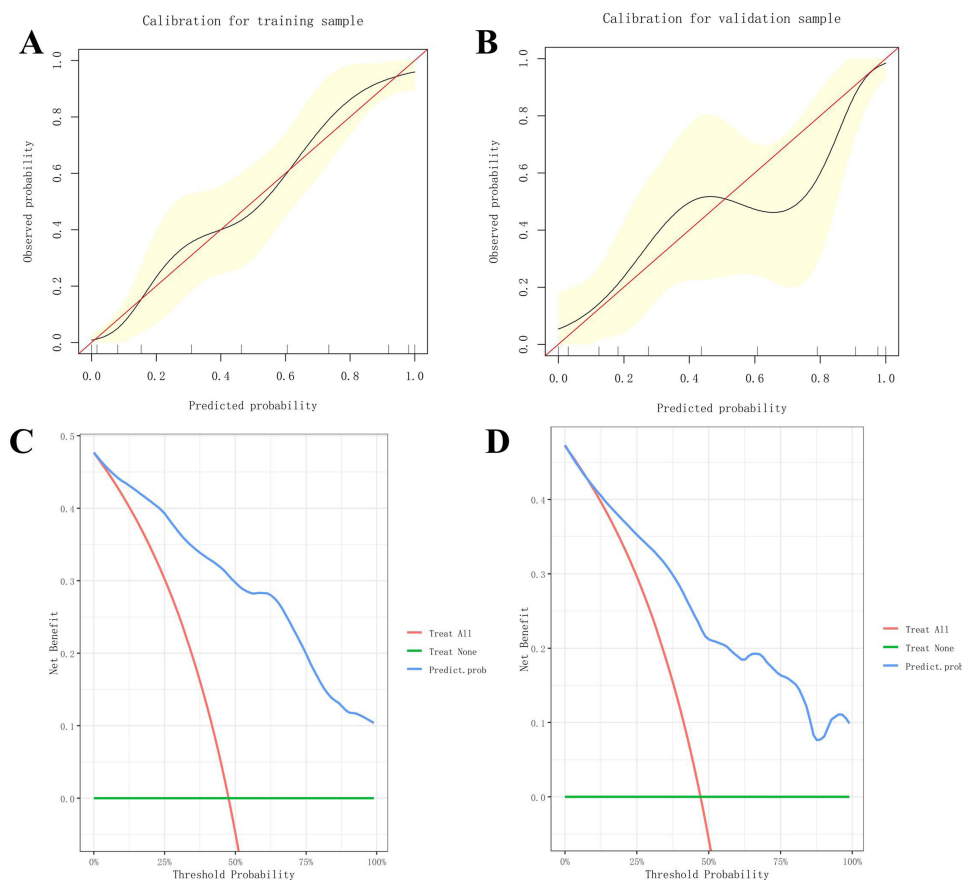 Calibration for training sample
A
1.0
0.8
0.6
0.4
0.2
0.0
Observed probability
0.0 0.2 0.4 0.6 0.8 1.0
Predicted probability
Calibration for validation sample
B
1.0
0.8
0.6
0.4
0.2
0.0
Observed probability
0.0 0.2 0.4 0.6 0.8 1.0
Predicted probability
C
0.5
0.4
0.3
0.2
0.1
0.0
Net Benefit
0% 25% 50% 75% 100%
Threshold Probability
Treat All
Treat None
Predict.prob
D
0.4
0.3
0.2
0.1
0.0
Net Benefit
0% 25% 50% 75% 100%
Threshold Probability
Treat All
Treat None
Predict.prob